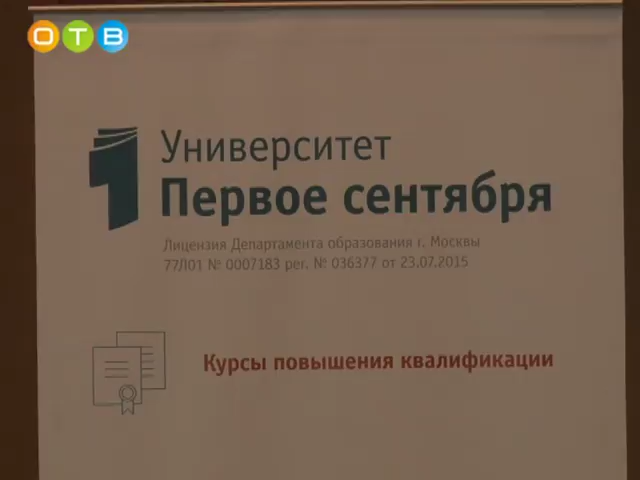 ОТВ
Университет
Первое сентября
Лицензия Департамента образования г. Москвы
77Л01 № 0007183 рег. № 036377 от 23.07.2015
Курсы повышения квалификации